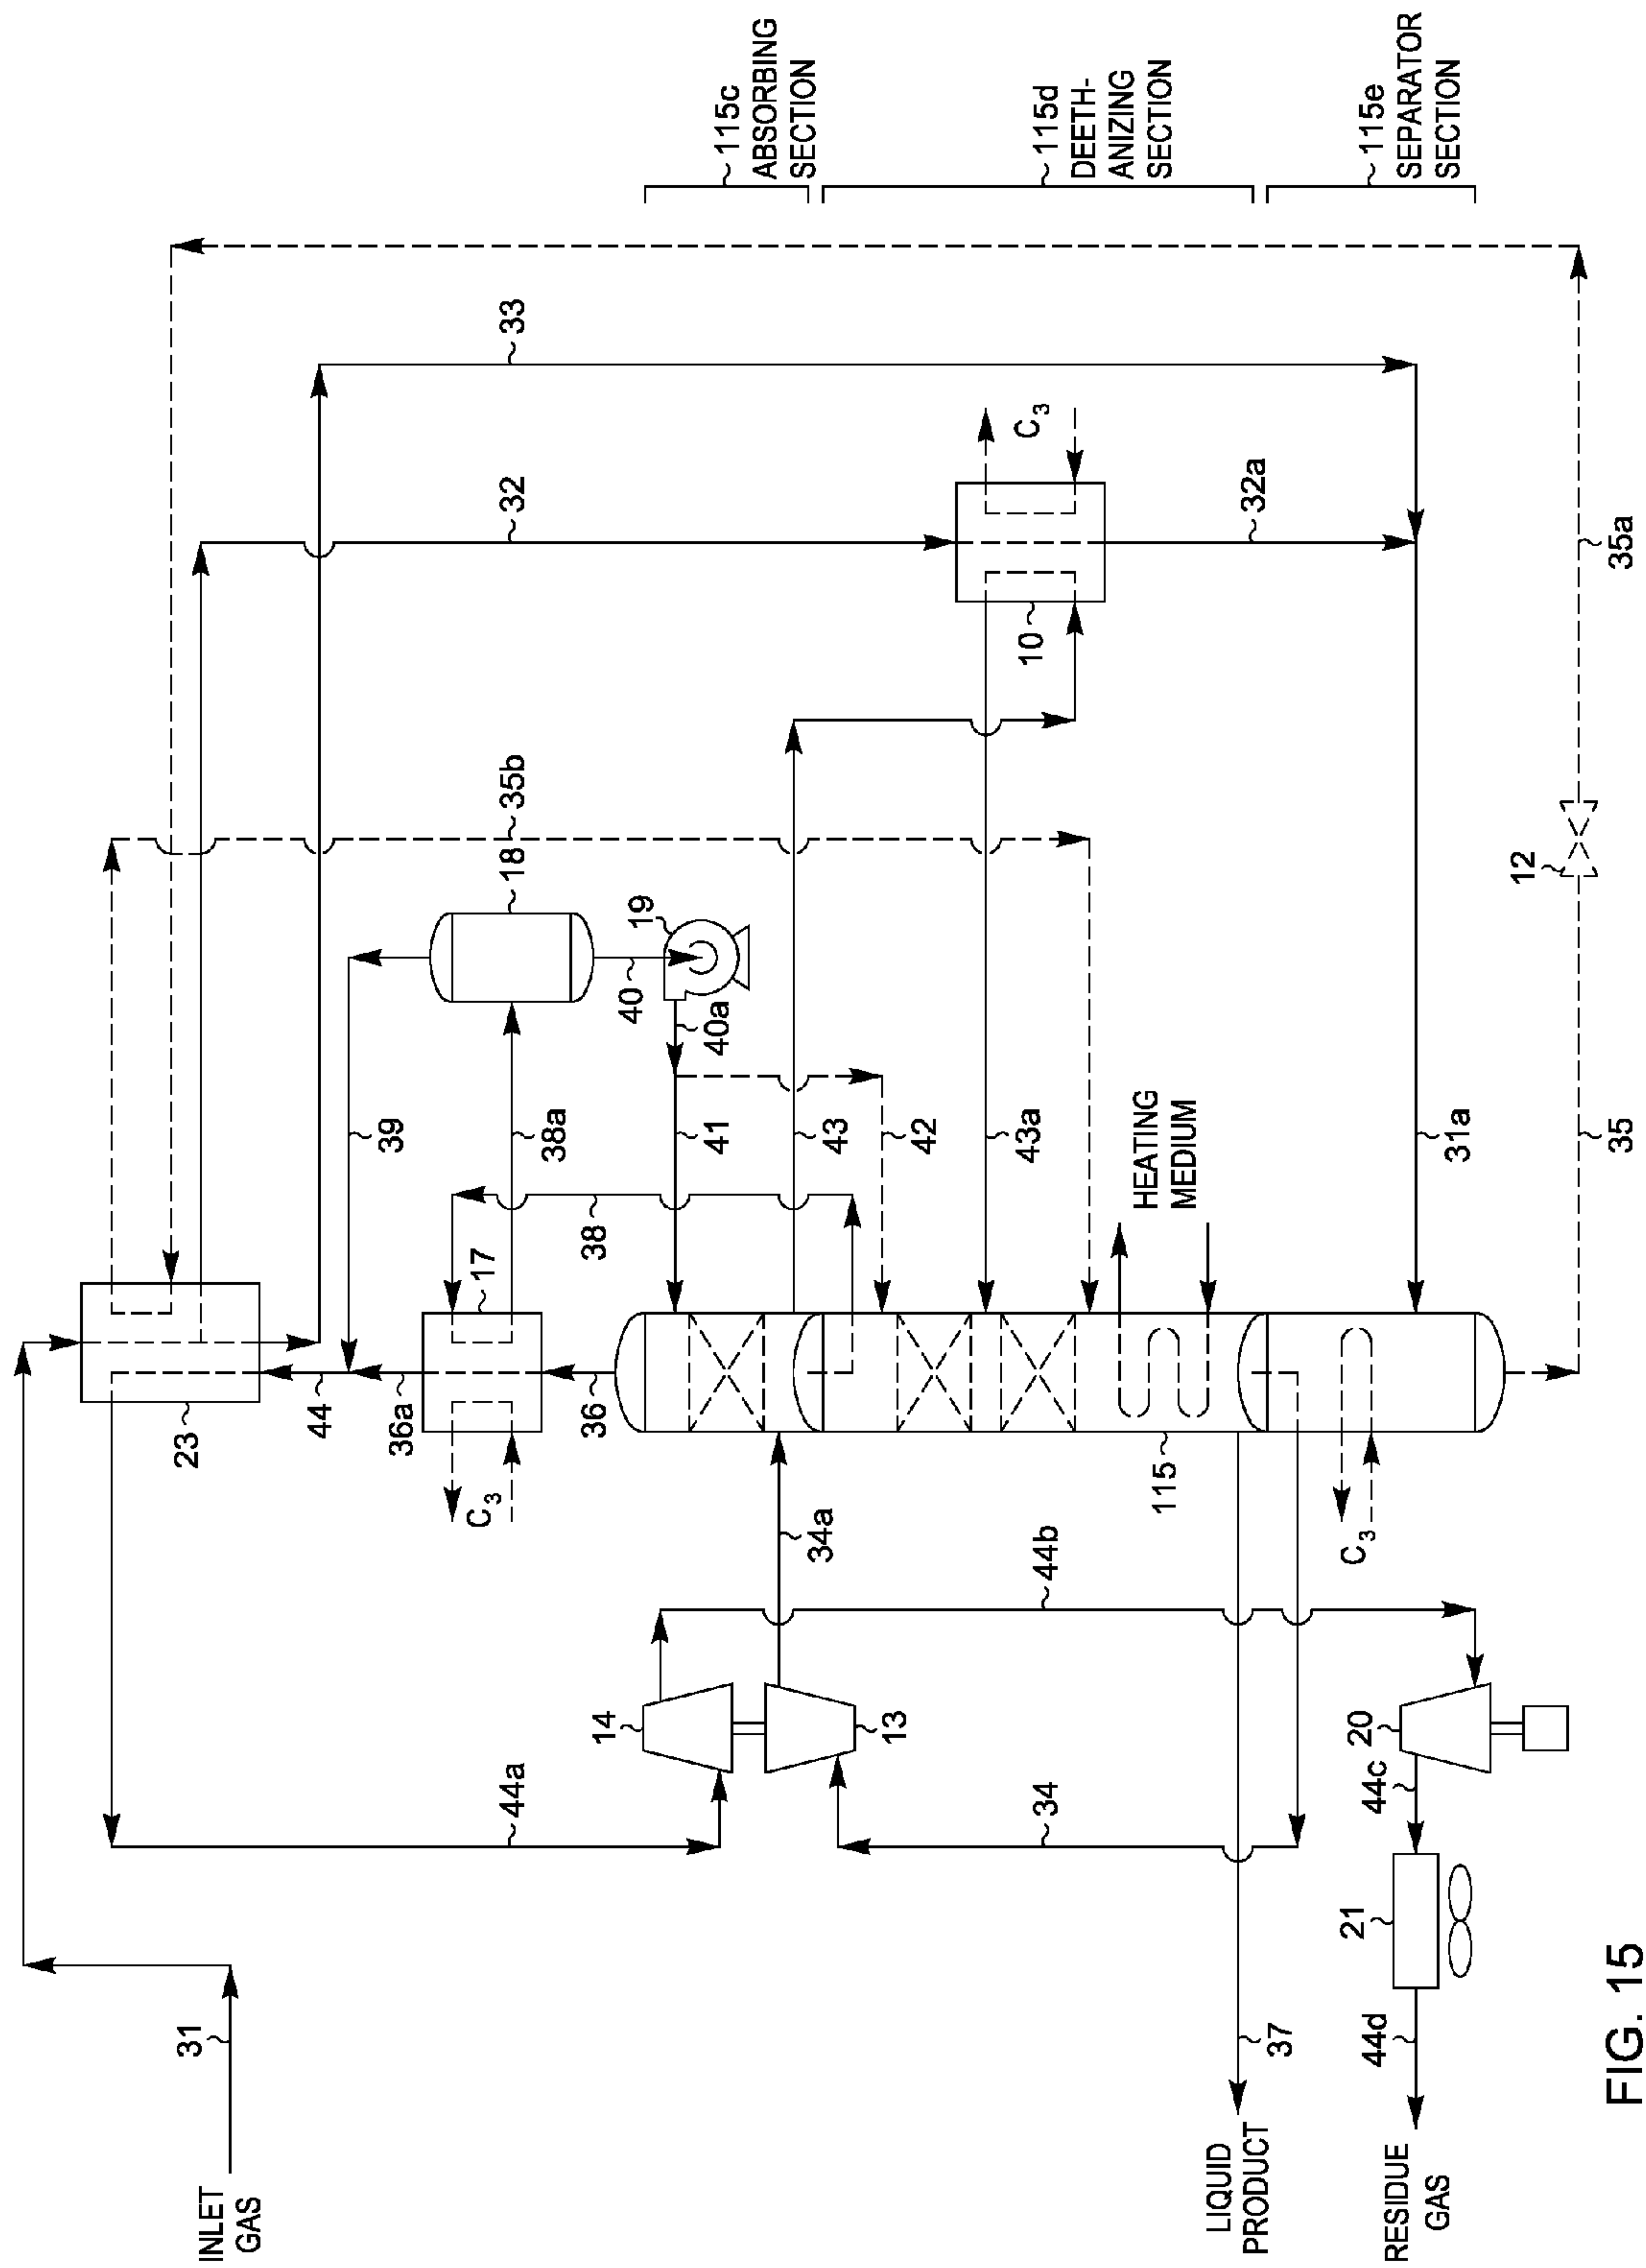 INLET
GAS
31
23
44
36a
C3
17
36
39
38a
38
18
40
19
40a
41
35b
43
42
43a
33
32
C3
10
32a
115c
ABSORBING
SECTION
115d
DEETH-
ANIZING
SECTION
115e
SEPARATOR
SECTION
HEATING
MEDIUM
31a
35
12
35a
115
C3
34a
44b
14
13
44a
34
20
44c
21
44d
37
LIQUID
PRODUCT
RESIDUE
GAS
FIG. 15